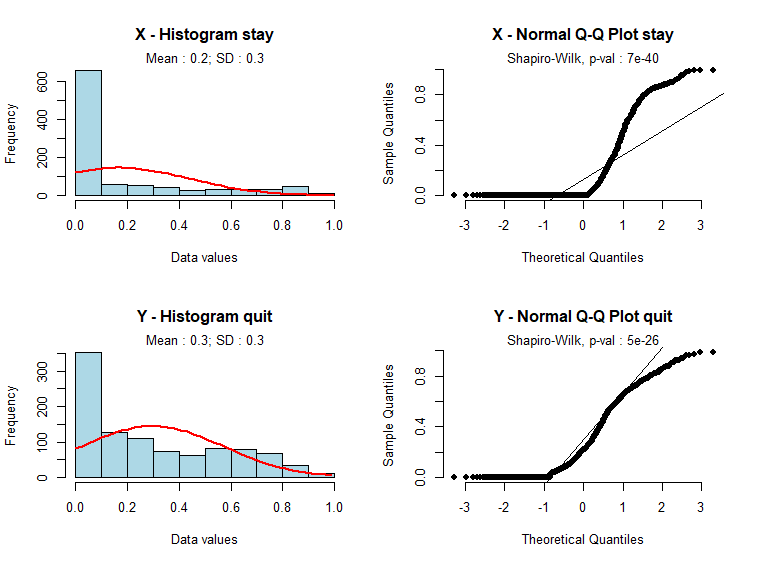 X - Histogram stay
Mean : 0.2; SD : 0.3
Frequency
600
400
200
0
0.0 0.2 0.4 0.6 0.8 1.0
Data values
X - Normal Q-Q Plot stay
Shapiro-Wilk, p-val : 7e-40
Sample Quantiles
0.8
0.4
0.0
-3 -2 -1 0 1 2 3
Theoretical Quantiles
Y - Histogram quit
Mean : 0.3; SD : 0.3
Frequency
300
200
100
0
0.0 0.2 0.4 0.6 0.8 1.0
Data values
Y - Normal Q-Q Plot quit
Shapiro-Wilk, p-val : 5e-26
Sample Quantiles
0.8
0.4
0.0
-3 -2 -1 0 1 2 3
Theoretical Quantiles